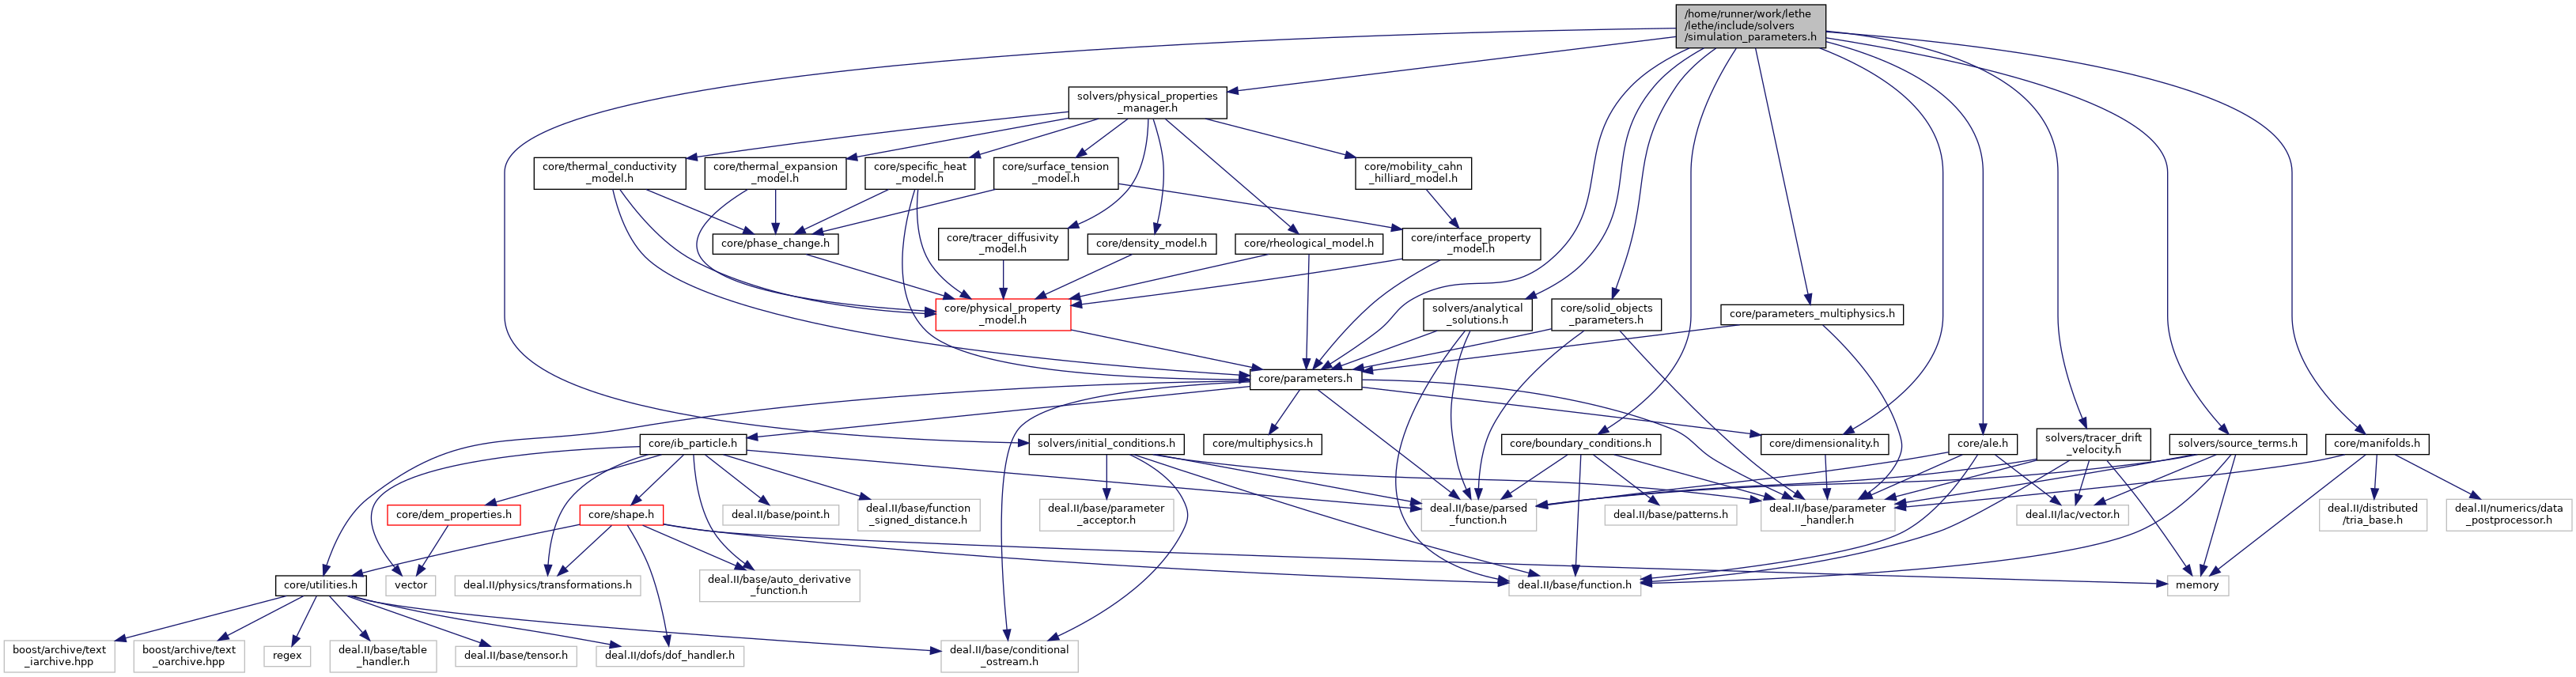 /home/runner/work/lethe
/lethe/include/solvers
/simulation_parameters.h
solvers/physical_properties
_manager.h
core/thermal_conductivity
_model.h
core/thermal_expansion
_model.h
core/specific_heat
_model.h
core/surface_tension
_model.h
core/mobility_cahn
_hilliard_model.h
core/phase_change.h
core/tracer_diffusivity
_model.h
core/density_model.h
core/rheological_model.h
core/interface_property
_model.h
core/physical_property
_model.h
solvers/analytical
_solutions.h
core/solid_objects
_parameters.h
core/parameters_multiphysics.h
core/parameters.h
core/ib_particle.h
solvers/initial_conditions.h
core/multiphysics.h
core/boundary_conditions.h
core/dimensionality.h
core/ale.h
solvers/tracer_drift
_velocity.h
solvers/source_terms.h
core/manifolds.h
core/dem_properties.h
core/shape.h
deal.II/base/point.h
deal.II/base/function
_signed_distance.h
deal.II/base/parameter
_acceptor.h
deal.II/base/parsed
_function.h
deal.II/base/patterns.h
deal.II/base/parameter
_handler.h
deal.II/lac/vector.h
deal.II/distributed
/tria_base.h
deal.II/numerics/data
_postprocessor.h
core/utilities.h
vector
deal.II/physics/transformations.h
deal.II/base/auto_derivative
_function.h
deal.II/base/function.h
memory
boost/archive/text
_iarchive.hpp
boost/archive/text
_oarchive.hpp
regex
deal.II/base/table
_handler.h
deal.II/base/tensor.h
deal.II/dofs/dof_handler.h
deal.II/base/conditional
_ostream.h